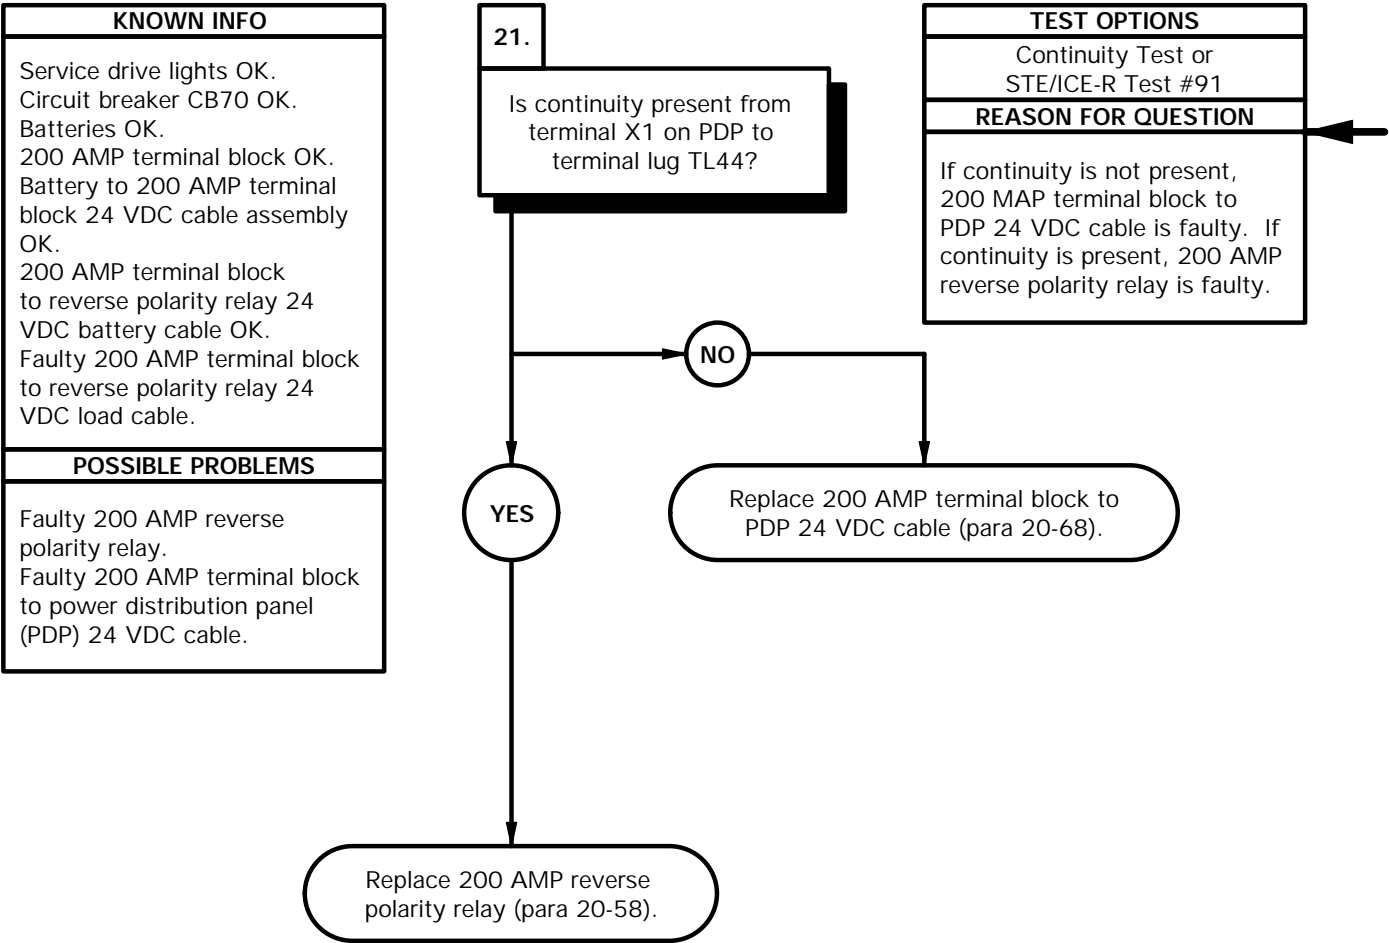 KNOWN INFO
Service drive lights OK.
Circuit breaker CB70 OK.
Batteries OK.
200 AMP terminal block OK.
Battery to 200 AMP terminal
block 24 VDC cable assembly
OK.
200 AMP terminal block
to reverse polarity relay 24
VDC battery cable OK.
Faulty 200 AMP terminal block
to reverse polarity relay 24
VDC load cable.
POSSIBLE PROBLEMS
Faulty 200 AMP reverse
polarity relay.
Faulty 200 AMP terminal block
to power distribution panel
(PDP) 24 VDC cable.
21.
Is continuity present from
terminal X1 on PDP to
terminal lug TL44?
TEST OPTIONS
Continuity Test or
STE/ICE-R Test #91
REASON FOR QUESTION
If continuity is not present,
200 MAP terminal block to
PDP 24 VDC cable is faulty.  If
continuity is present, 200 AMP
reverse polarity relay is faulty.
NO
YES
Replace 200 AMP terminal block to
PDP 24 VDC cable (para 20-68).
Replace 200 AMP reverse
polarity relay (para 20-58).